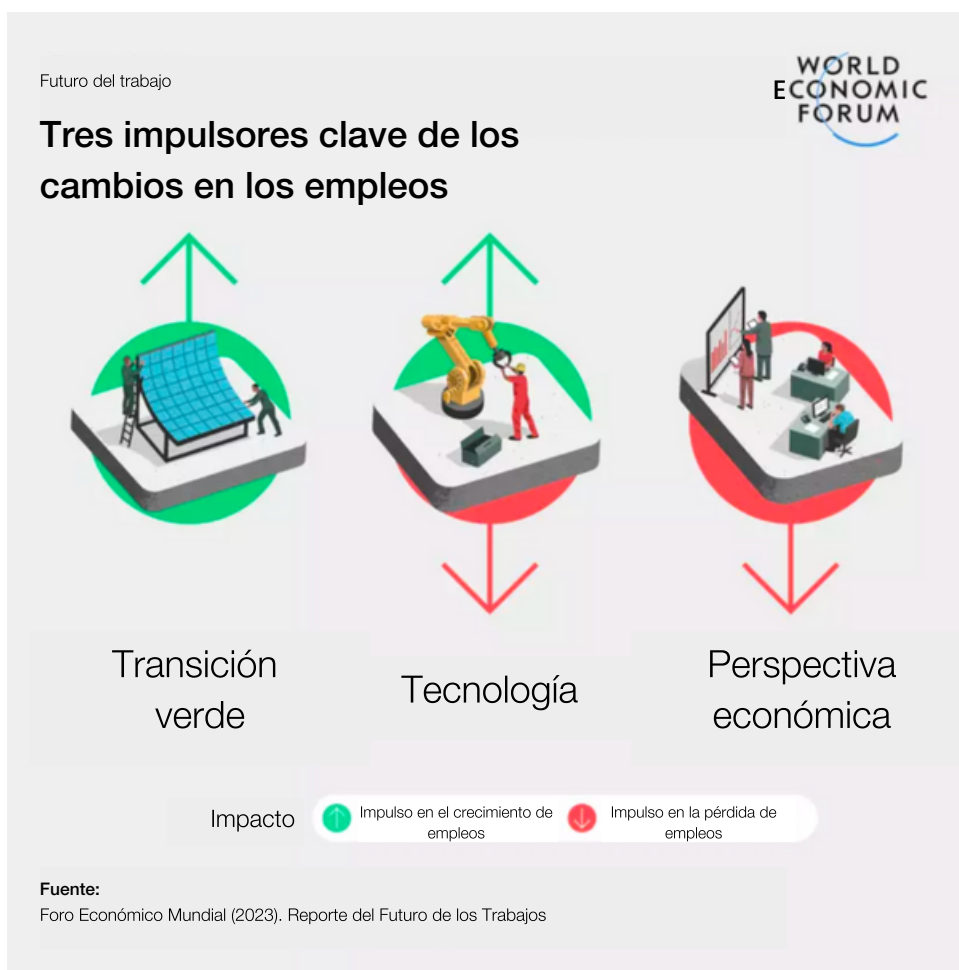 Futuro del trabajo
WORLD
ECONOMIC
FORUM
Tres impulsores clave de los
cambios en los empleos
Transición
verde
Tecnología
Perspectiva
económica
Impacto
Impulso en el crecimiento de
empleos
Impulso en la pérdida de
empleos
Fuente:
Foro Económico Mundial (2023). Reporte del Futuro de los Trabajos